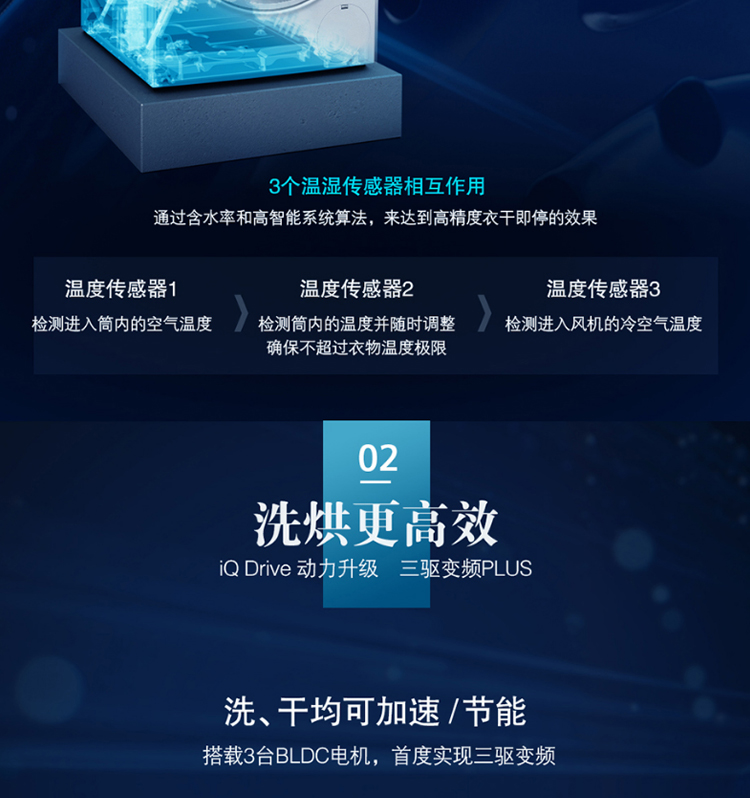 3个温湿传感器相互作用
通过含水率和高智能系统算法，来达到高精度衣干即停的效果
温度传感器1
检测进入筒内的空气温度
温度传感器2
检测筒内的温度并随时调整
确保不超过衣物温度极限
温度传感器3
检测进入风机的冷空气温度
02
洗烘更高效
iQ Drive 动力升级　三驱变频PLUS
洗、干均可加速 / 节能
搭载3台BLDC电机，首度实现三驱变频